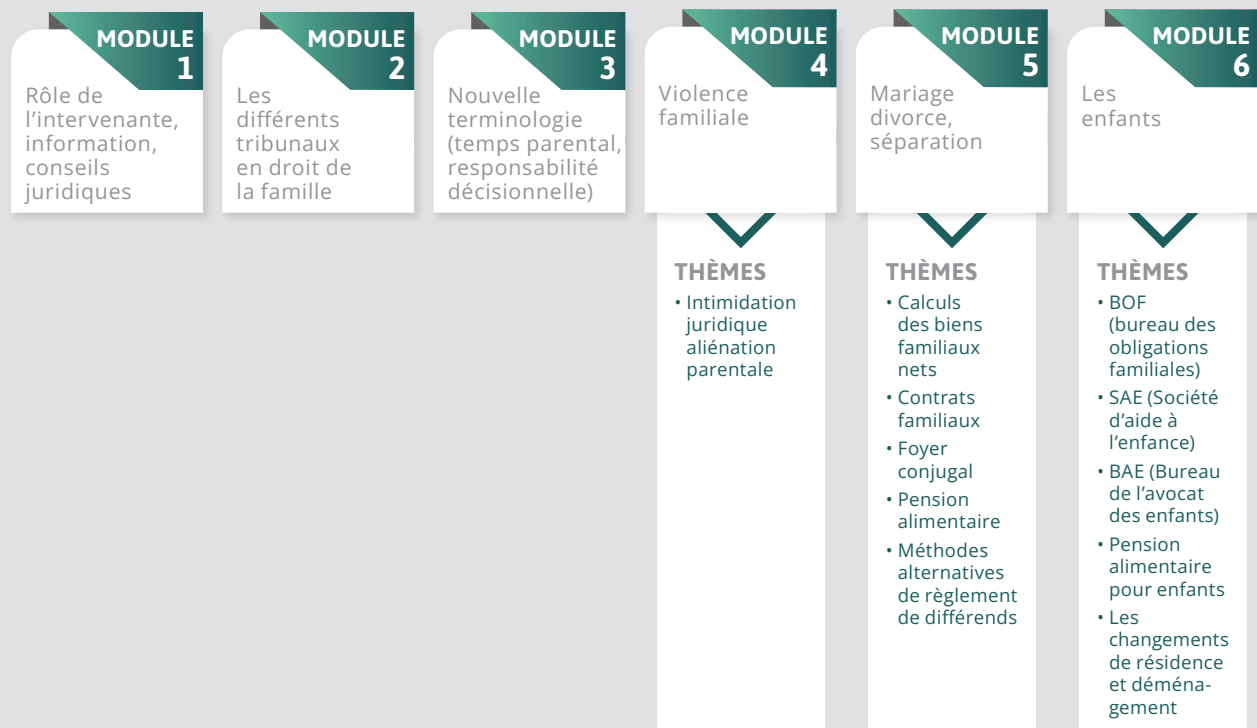 MODULE
1
Rôle de
l'intervenante,
information,
conseils
juridiques
MODULE
2
Les
différents
tribunaux
en droit de
la famille
MODULE
3
Nouvelle
terminologie
(temps parental,
responsabilité
décisionnelle)
MODULE
4
Violence
familiale
THÈMES
• Intimidation
juridique
aliénation
parentale
MODULE
5
Mariage
divorce,
séparation
THÈMES
• Calculs
des biens
familiaux
nets
• Contrats
familiaux
• Foyer
conjugal
• Pension
alimentaire
• Méthodes
alternatives
de règlement
de différends
MODULE
6
Les
enfants
THÈMES
• BOF
(bureau des
obligations
familiales)
• SAE (Société
d'aide à
l'enfance)
• BAE (Bureau
de l'avocat
des enfants)
• Pension
alimentaire
pour enfants
• Les
changements
de résidence
et déména-
gement